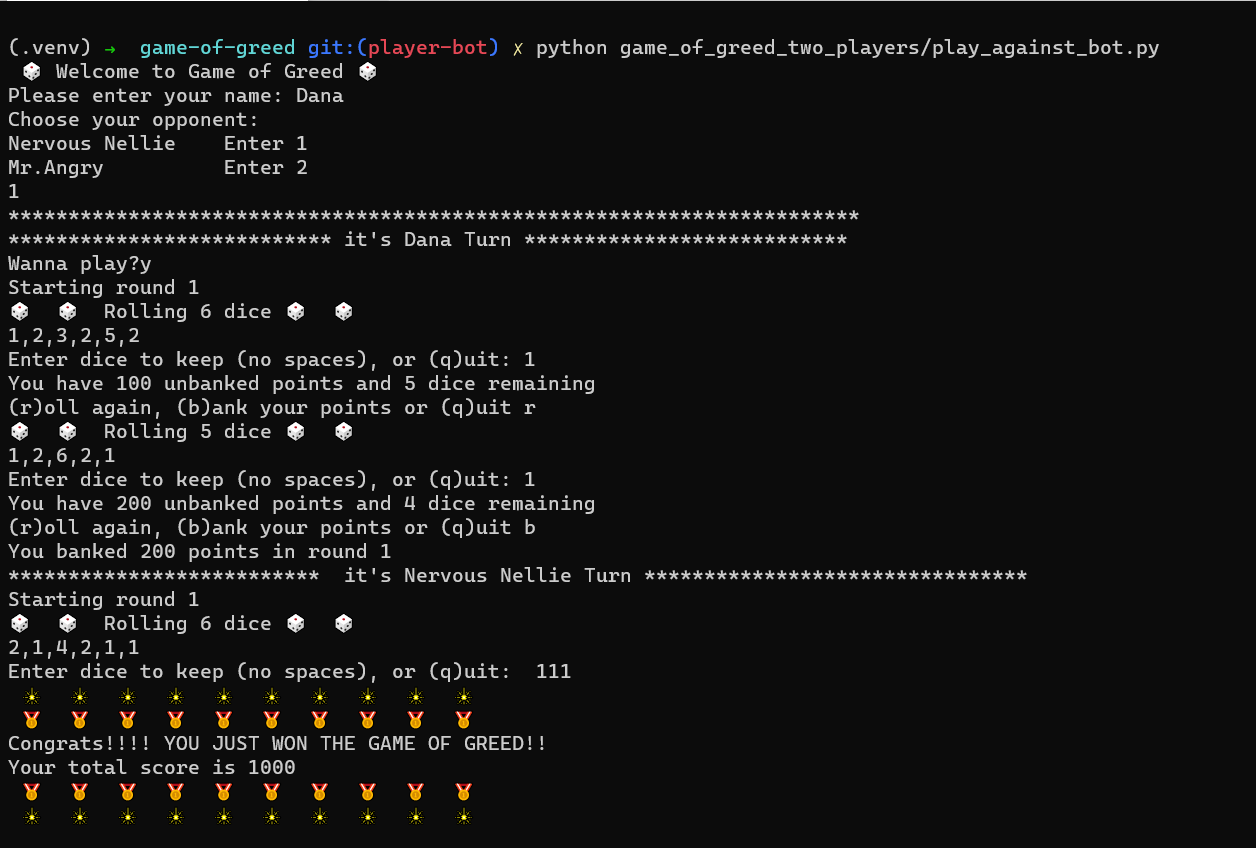 (.venv) → game-of-greed git:(player-bot) ✗ python game_of_greed_two_players/play_against_bot.py
🎲 Welcome to Game of Greed 🎲
Please enter your name: Dana
Choose your opponent:
Nervous Nellie    Enter 1
Mr.Angry          Enter 2
1
***********************************************************************
*************************** it's Dana Turn ***************************
Wanna play?y
Starting round 1
🎲  🎲  Rolling 6 dice 🎲  🎲
1,2,3,2,5,2
Enter dice to keep (no spaces), or (q)uit: 1
You have 100 unbanked points and 5 dice remaining
(r)oll again, (b)ank your points or (q)uit r
🎲  🎲  Rolling 5 dice 🎲  🎲
1,2,6,2,1
Enter dice to keep (no spaces), or (q)uit: 1
You have 200 unbanked points and 4 dice remaining
(r)oll again, (b)ank your points or (q)uit b
You banked 200 points in round 1
**************************  it's Nervous Nellie Turn ********************************
Starting round 1
🎲  🎲  Rolling 6 dice 🎲  🎲
2,1,4,2,1,1
Enter dice to keep (no spaces), or (q)uit:  111
Congrats!!!! YOU JUST WON THE GAME OF GREED!!
Your total score is 1000